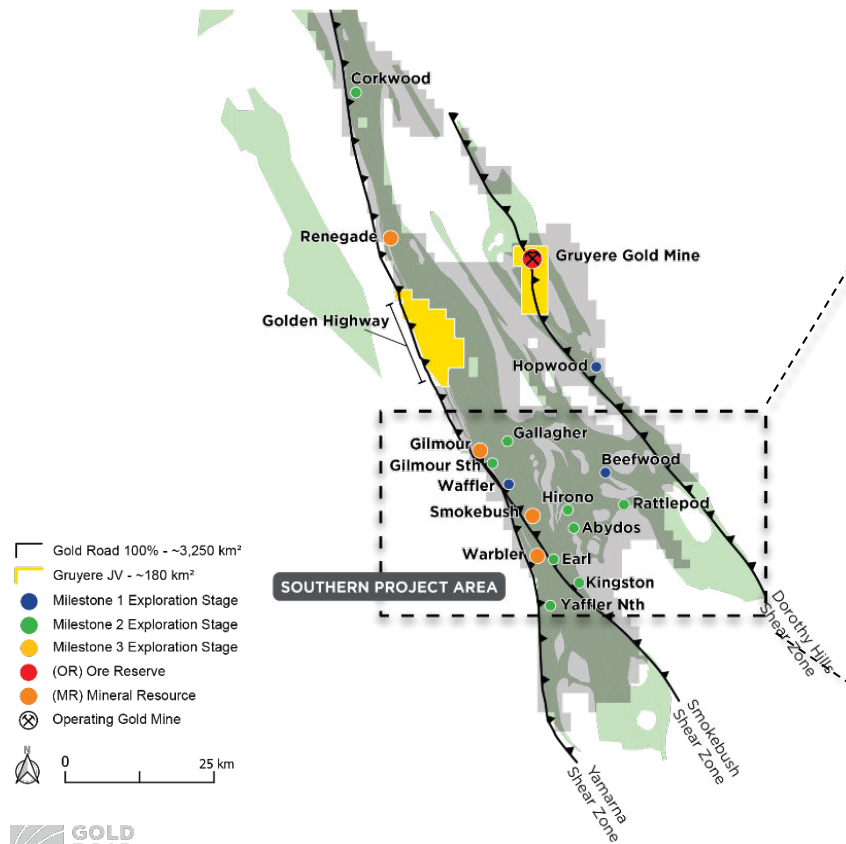 Corkwood
Renegade
Gruyere Gold Mine
Golden Highway
Hopwood
Gallagher
Gilmour
Gilmour Sth
Beefwood
Waffler
Hirono
Rattlepod
Smokebush
Abydos
Warbler
Earl
SOUTHERN PROJECT AREA
Kingston
Yaffler Nth
Dorothy Hills
Shear Zone
Smokebush
Shear Zone
Yamarna
Shear Zone
Gold Road 100% - ~3,250 km²
Gruyere JV - ~180 km²
Milestone 1 Exploration Stage
Milestone 2 Exploration Stage
Milestone 3 Exploration Stage
(OR) Ore Reserve
(MR) Mineral Resource
Operating Gold Mine
N
0 25 km
GOLD